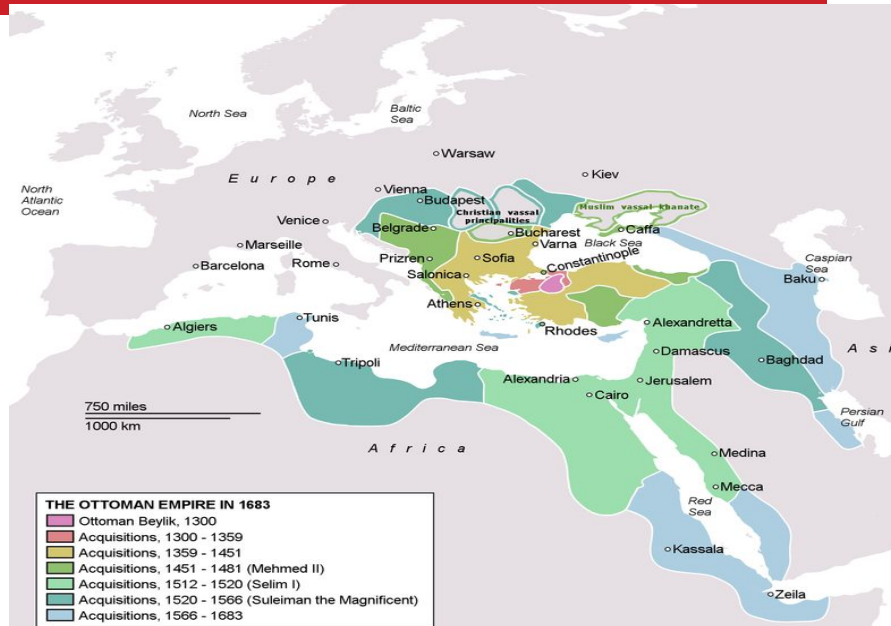 North Sea
Baltic
Sea
Warsaw
Europe
Kiev
North
Atlantic
Ocean
Vienna
Budapest
Christian vassal
principalities
Muslim vassal khanate
Venice
Belgrade
Bucharest
Caffa
Varna
Black Sea
Marseille
Prizren
Sofia
Constantinople
Caspian
Sea
Barcelona
Rome
Salonica
Baku
Athens
Tunis
Algiers
Rhodes
Alexandretta
Mediterranean Sea
Asi
Tripoli
Damascus
Baghdad
Alexandria
Jerusalem
Cairo
750 miles
1000 km
Persian
Gulf
Africa
Medina
Mecca
Red
Sea
Kassala
Zeila
THE OTTOMAN EMPIRE IN 1683
Ottoman Beylik, 1300
Acquisitions, 1300 - 1359
Acquisitions, 1359 - 1451
Acquisitions, 1451 - 1481 (Mehmed II)
Acquisitions, 1512 - 1520 (Selim I)
Acquisitions, 1520 - 1566 (Suleiman the Magnificent)
Acquisitions, 1566 - 1683